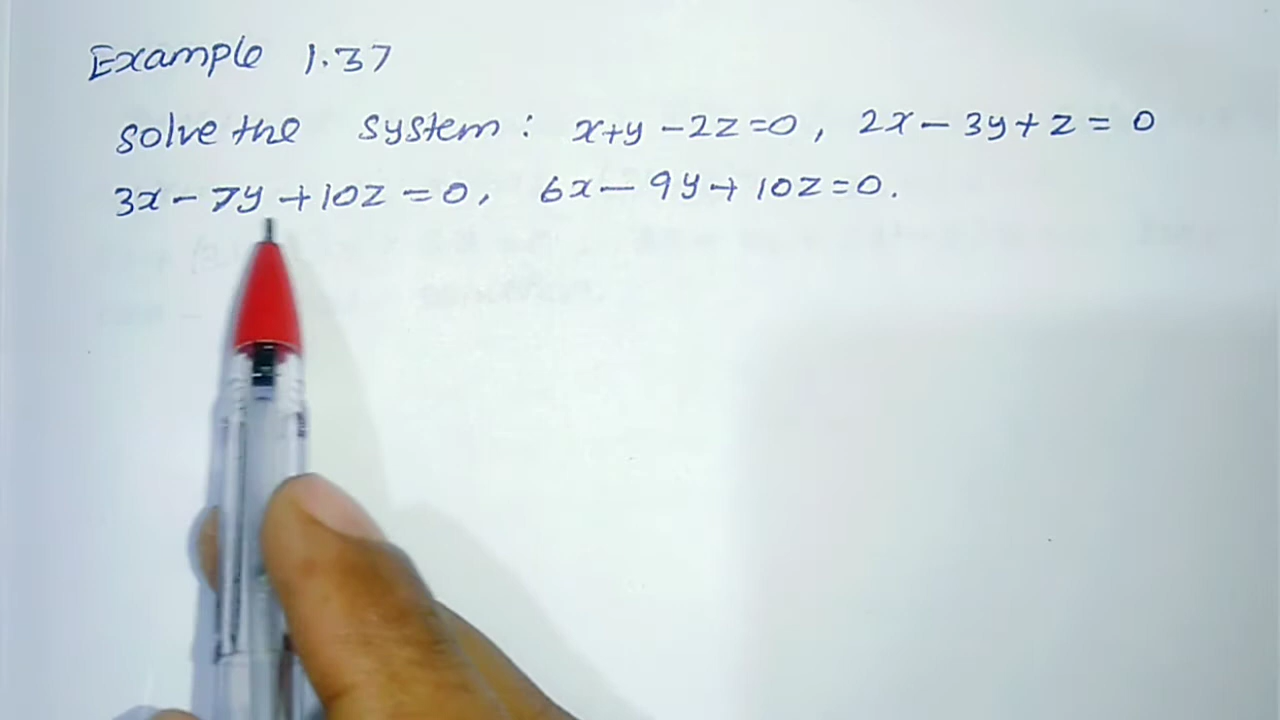 Example 1.37
solve the system : x+y-2z=0, 2x-3y+z=0
3x-7y+10z=0, 6x-9y+10z=0.